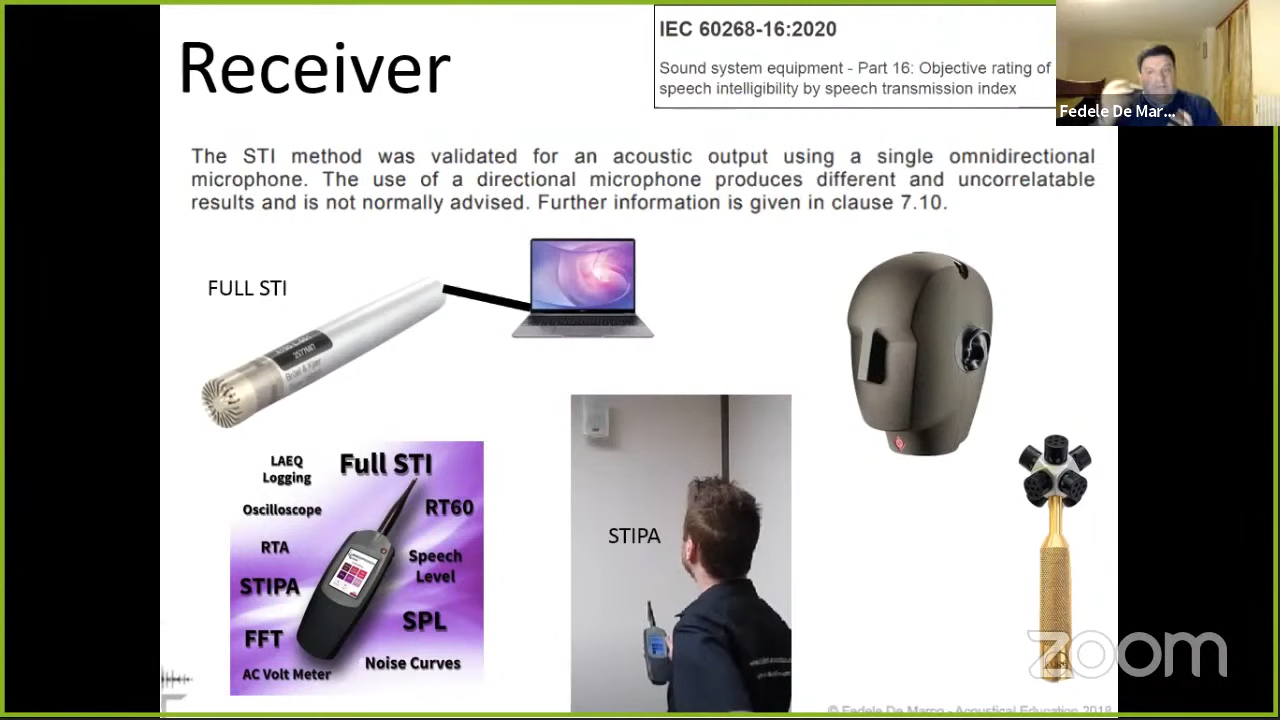 Receiver
IEC 60268-16:2020
Sound system equipment - Part 16: Objective rating of
speech intelligibility by speech transmission index
Fedele De Mar...
The STI method was validated for an acoustic output using a single omnidirectional
microphone. The use of a directional microphone produces different and uncorrelatable
results and is not normally advised. Further information is given in clause 7.10.
FULL STI
2577687
Brüel & Kjær
LAEQ
Logging
Full STI
Oscilloscope
RT60
RTA
Speech
Level
STIPA
SPL
FFT
Noise Curves
AC Volt Meter
STIPA
zoom
© Fedele De Marco - Acoustical Education 2018